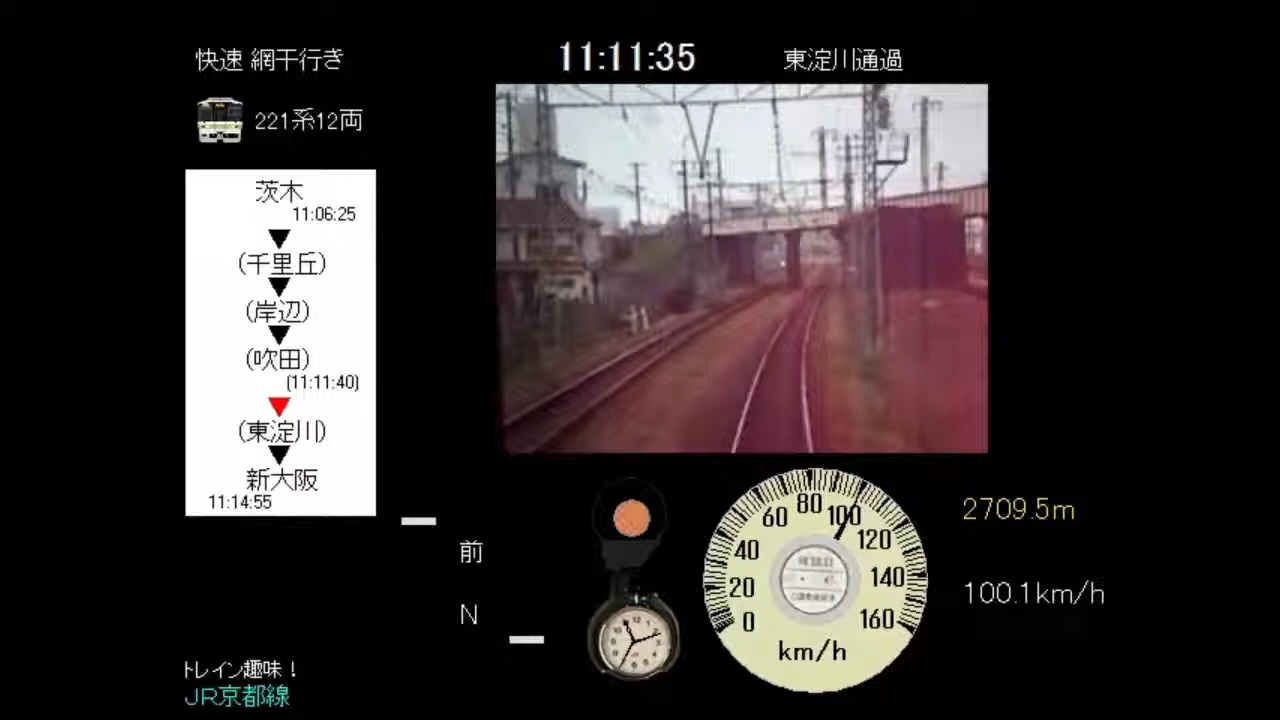 快速 網干行き
11:11:35
東淀川通過
221系12両
茨木
11:06:25
(千里丘)
(岸辺)
(吹田)
(11:11:40)
(東淀川)
新大阪
11:14:55
前
N
0 20 40 60 80 100 120 140 160
km/h
2709.5m
100.1km/h
トレイン趣味！
JR京都線